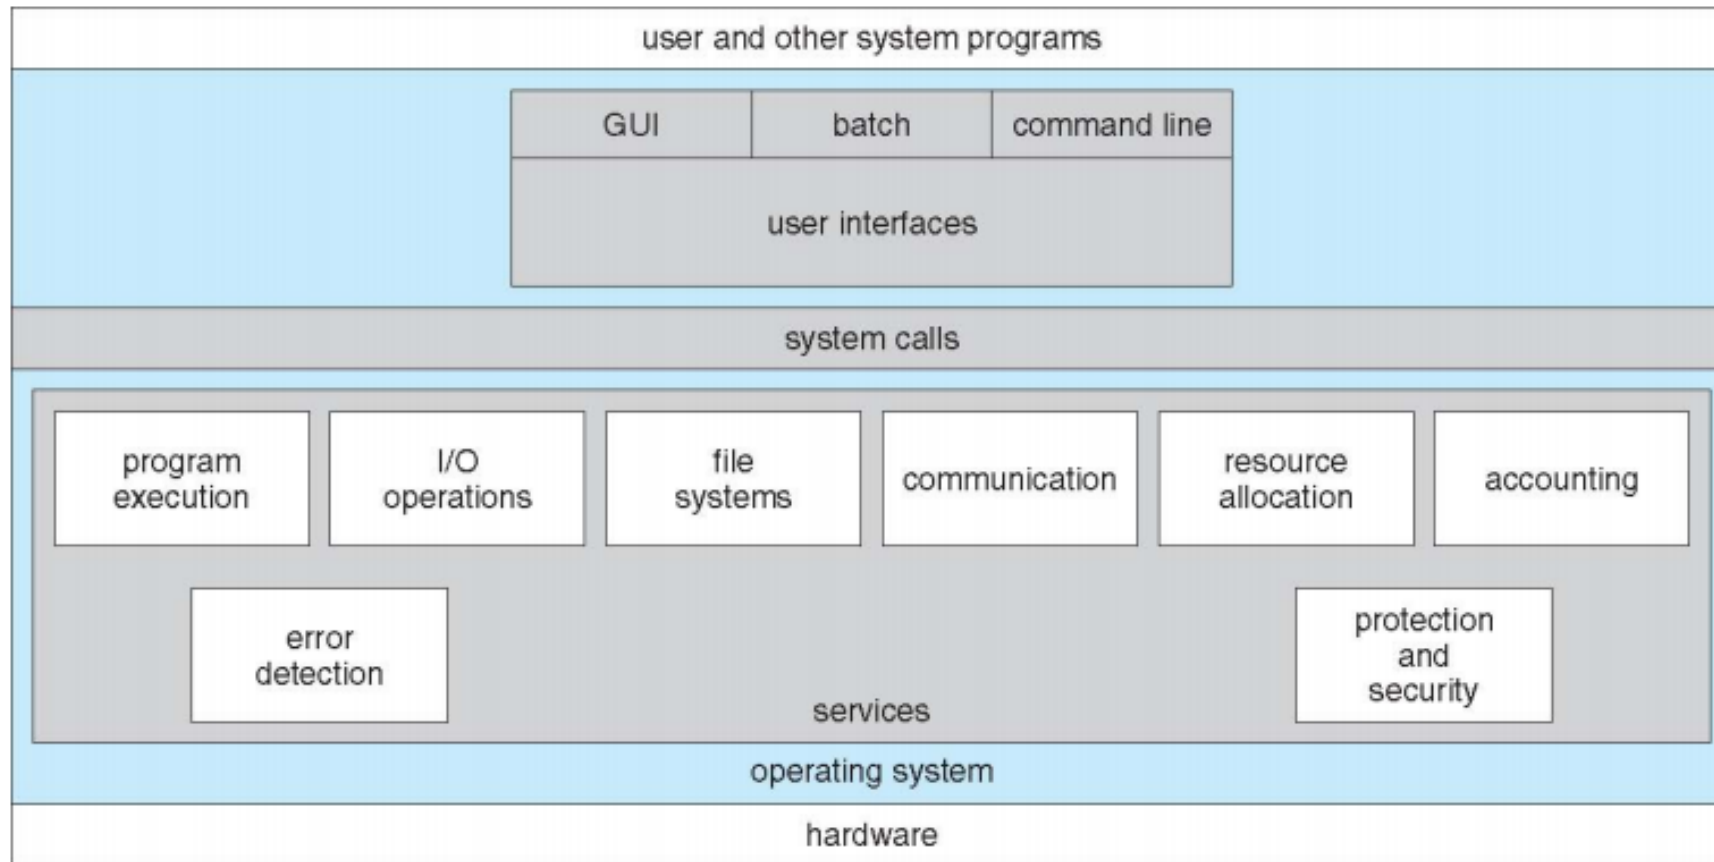 user and other system programs
GUI
batch
command line
user interfaces
system calls
program
execution
I/O
operations
file
systems
communication
resource
allocation
accounting
error
detection
protection
and
security
services
operating system
hardware